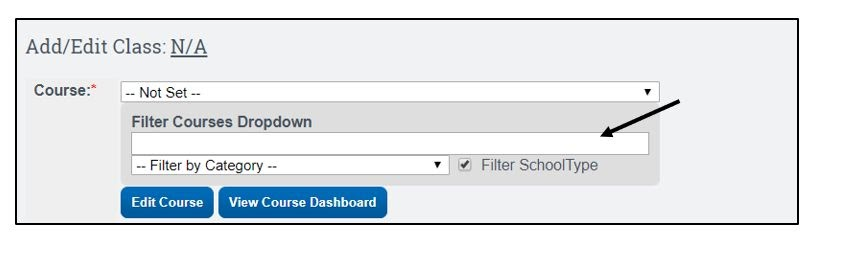 Add/Edit Class: N/A
Course:* -- Not Set --
Filter Courses Dropdown
-- Filter by Category -- Filter SchoolType
Edit Course View Course Dashboard